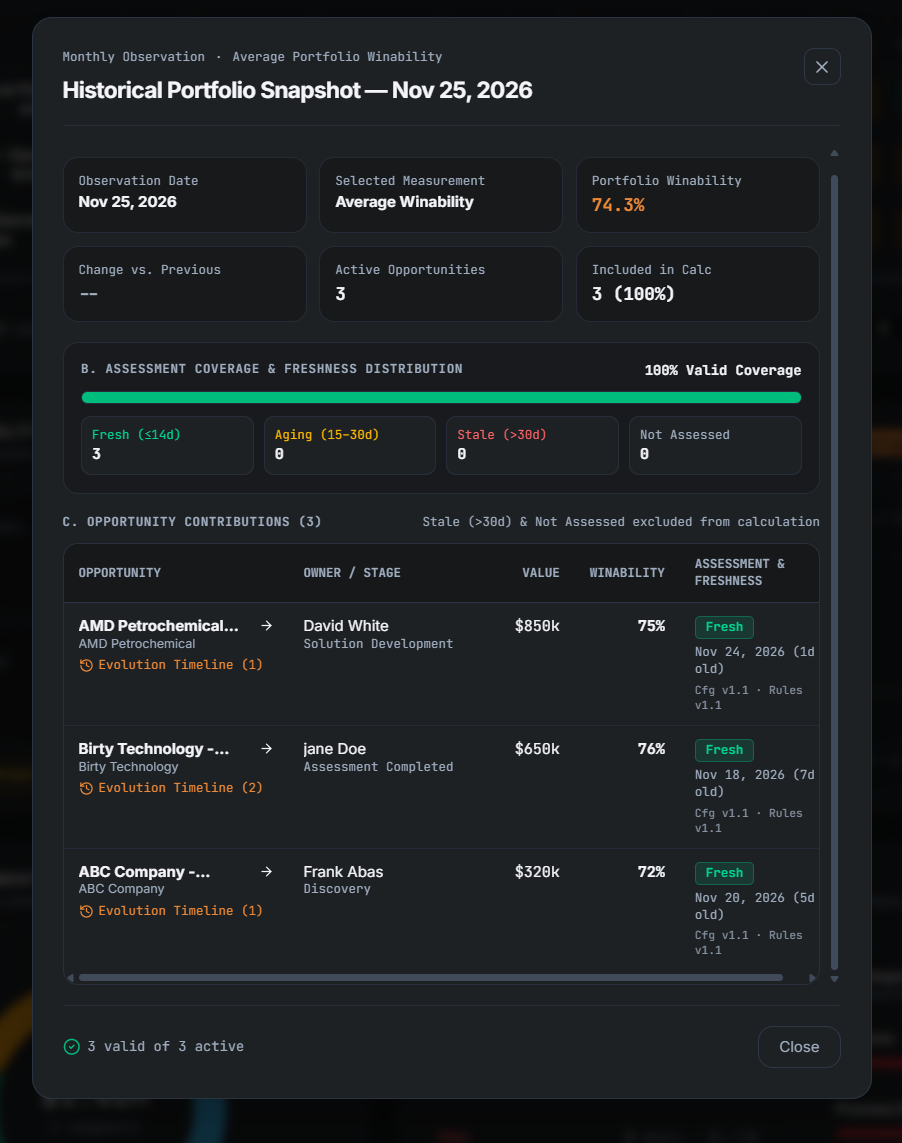 Monthly Observation · Average Portfolio Winability
Historical Portfolio Snapshot — Nov 25, 2026
Observation Date
Nov 25, 2026
Selected Measurement
Average Winability
Portfolio Winability
74.3%
Change vs. Previous
--
Active Opportunities
3
Included in Calc
3 (100%)
B. ASSESSMENT COVERAGE & FRESHNESS DISTRIBUTION
100% Valid Coverage
Fresh (≤14d)
3
Aging (15–30d)
0
Stale (>30d)
0
Not Assessed
0
C. OPPORTUNITY CONTRIBUTIONS (3)
Stale (>30d) & Not Assessed excluded from calculation
OPPORTUNITY
OWNER / STAGE
VALUE
WINABILITY
ASSESSMENT &
FRESHNESS
AMD Petrochemical... →
AMD Petrochemical
Evolution Timeline (1)
David White
Solution Development
$850k
75%
Fresh
Nov 24, 2026 (1d
old)
Cfg v1.1 · Rules
v1.1
Birty Technology -... →
Birty Technology
Evolution Timeline (2)
jane Doe
Assessment Completed
$650k
76%
Fresh
Nov 18, 2026 (7d
old)
Cfg v1.1 · Rules
v1.1
ABC Company -... →
ABC Company
Evolution Timeline (1)
Frank Abas
Discovery
$320k
72%
Fresh
Nov 20, 2026 (5d
old)
Cfg v1.1 · Rules
v1.1
3 valid of 3 active
Close